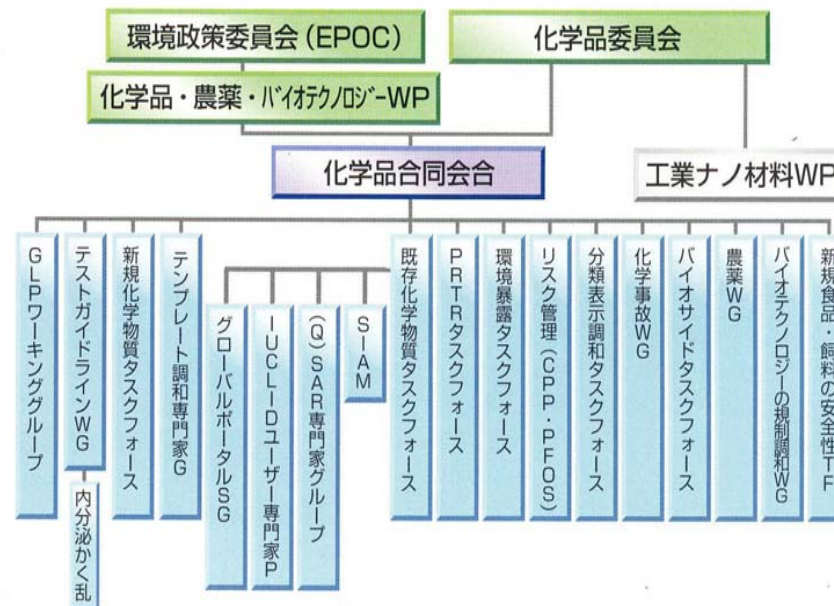 環境政策委員会(EPOC)
化学品委員会
化学品・農薬・バイオテクノロジーWP
化学品合同会合
工業ナノ材料WP
GLPワーキンググループ
テストガイドラインWG
内分泌かく乱
新規化学物質タスクフォース
テンプレート調和専門家G
グローバルポータルSG
IUCLIDユーザー専門家P
(Q)SAR専門家グループ
SIAM
既存化学物質タスクフォース
PRTRタスクフォース
環境暴露タスクフォース
リスク管理(CPP・PFOS)
分類表示調和タスクフォース
化学事故WG
バイオサイドタスクフォース
農薬WG
バイオテクノロジーの規制調和WG
新規食品・飼料の安全性TF